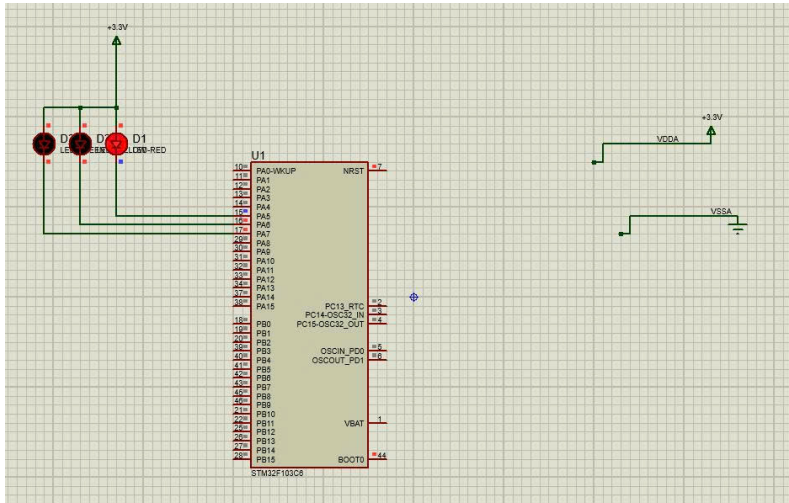 +3.3V
D1
LED-RED
+3.3V
VDDA
VSSA
U1
10 PA0-WKUP NRST 7
11 PA1
12 PA2
13 PA3
14 PA4
15 PA5
16 PA6
17 PA7
29 PA8
30 PA9
31 PA10
32 PA11
33 PA12
34 PA13
37 PA14 PC13_RTC 2
38 PA15 PC14-OSC32_IN 3
PC15-OSC32_OUT 4
18 PB0
19 PB1
20 PB2
39 PB3 OSCIN_PD0 5
40 PB4 OSCOUT_PD1 6
41 PB5
42 PB6
43 PB7
45 PB8
46 PB9
21 PB10
22 PB11 VBAT 1
25 PB12
26 PB13
27 PB14
28 PB15 BOOT0 44
STM32F103C6